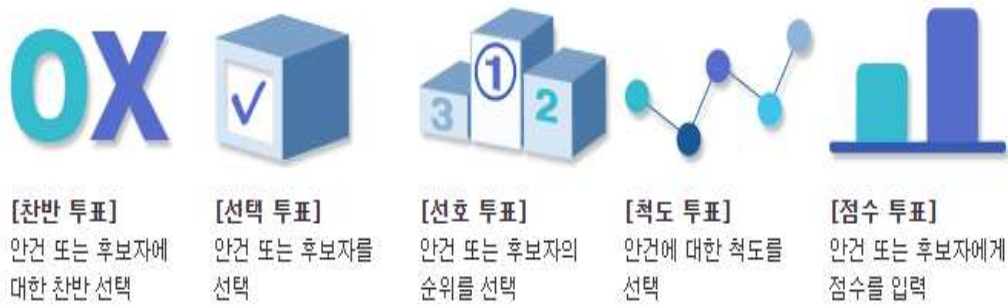 OX
✓
3 1 2
[찬반 투표]
안건 또는 후보자에
대한 찬반 선택
[선택 투표]
안건 또는 후보자를
선택
[선호 투표]
안건 또는 후보자의
순위를 선택
[척도 투표]
안건에 대한 척도를
선택
[점수 투표]
안건 또는 후보자에게
점수를 입력